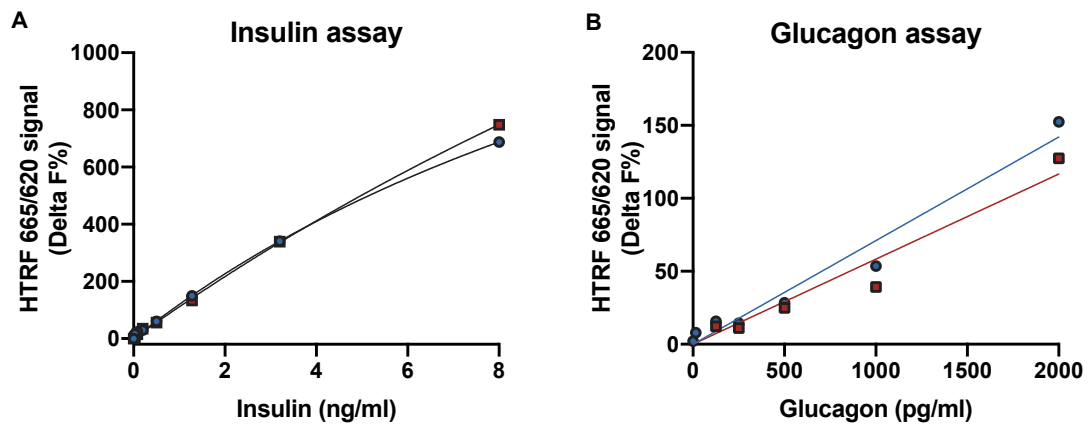 A
Insulin assay
HTRF 665/620 signal
(Delta F%)
1000
800
600
400
200
0
0
2
4
6
8
Insulin (ng/ml)
B
Glucagon assay
HTRF 665/620 signal
(Delta F%)
200
150
100
50
0
0
500
1000
1500
2000
Glucagon (pg/ml)